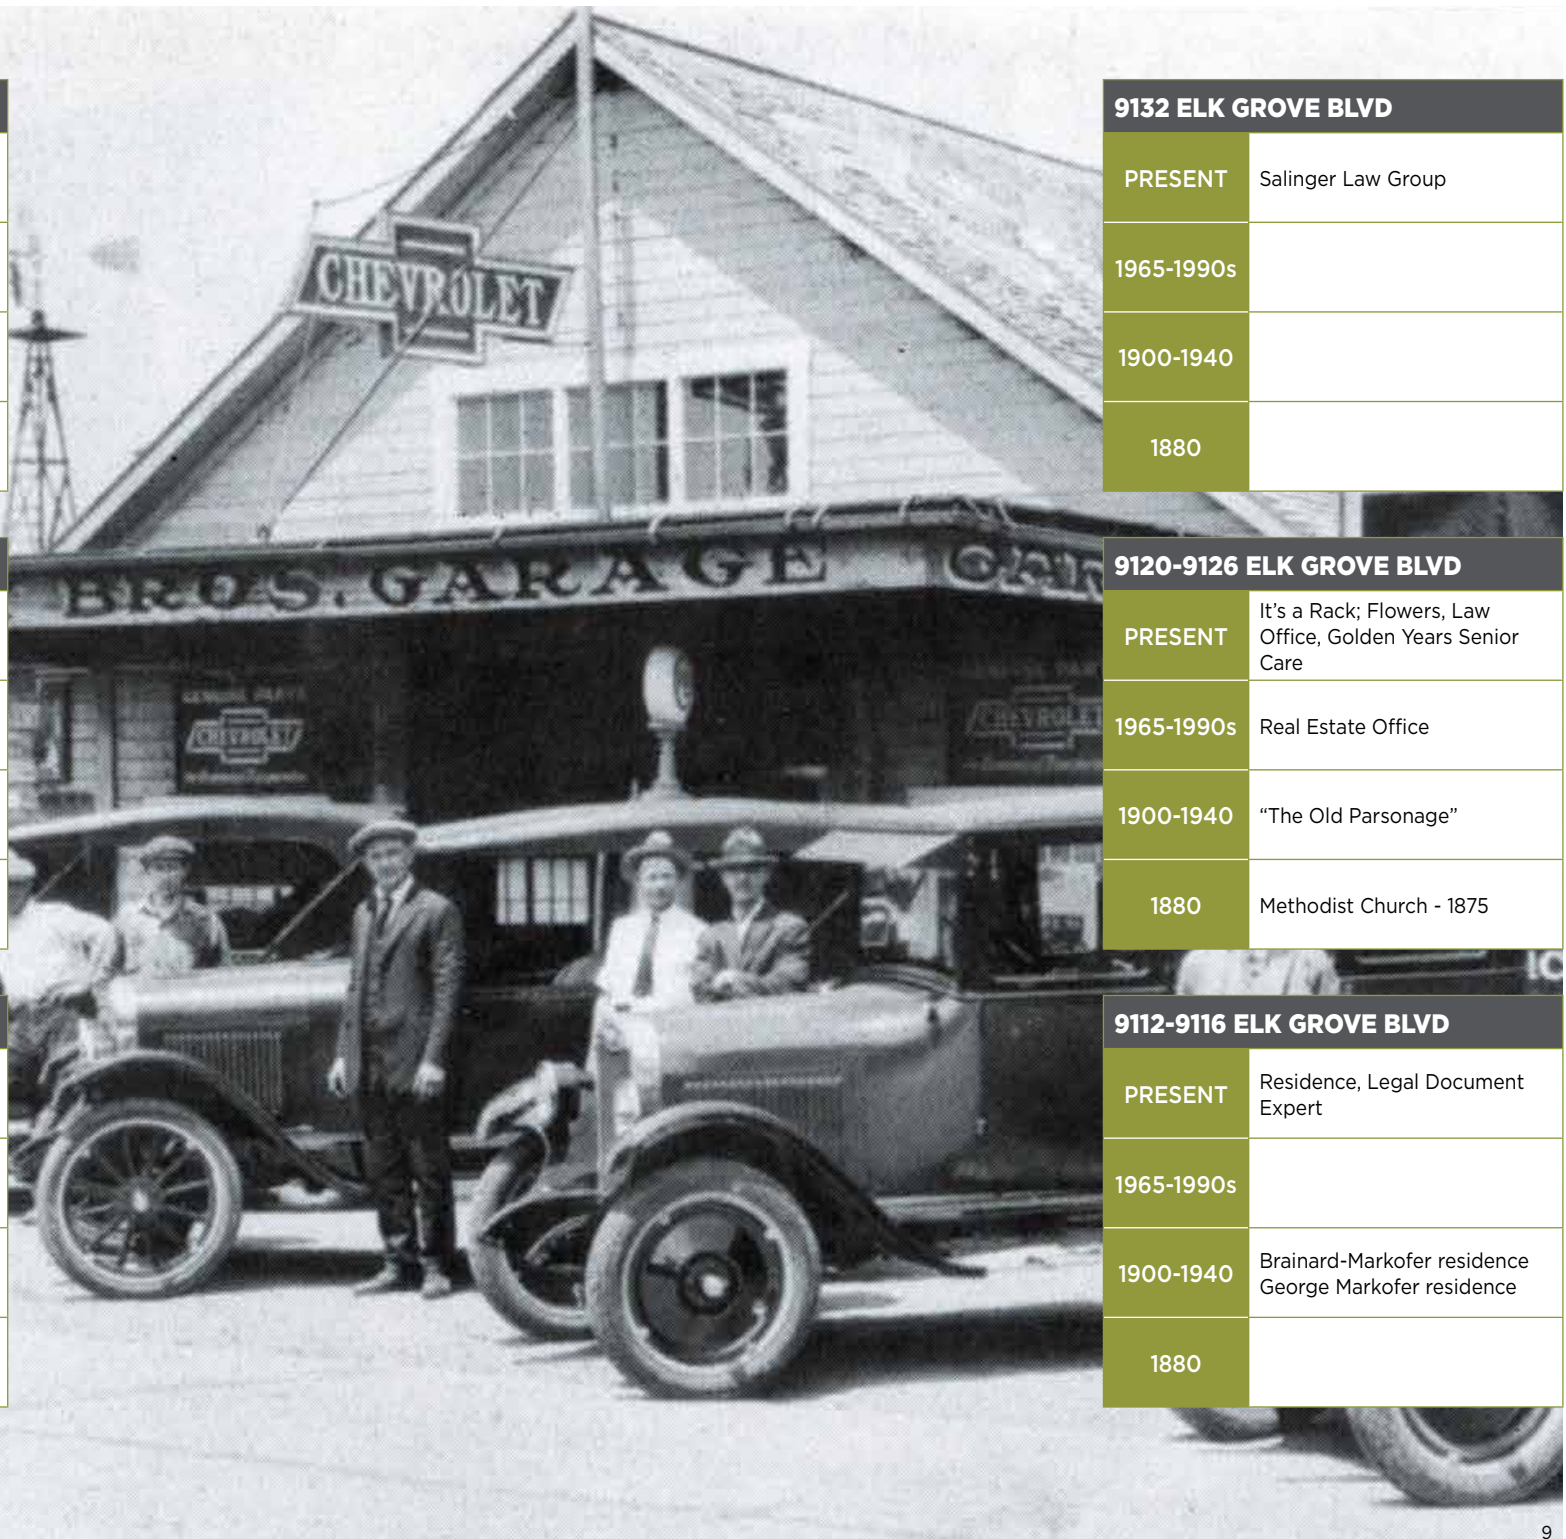 CHEVROLET
BROS. GARAGE
GENUINE PARTS
CHEVROLET
CHEVROLET
9132 ELK GROVE BLVD
PRESENT Salinger Law Group
1965-1990s
1900-1940
1880
9120-9126 ELK GROVE BLVD
PRESENT It’s a Rack; Flowers, Law
Office, Golden Years Senior
Care
1965-1990s Real Estate Office
1900-1940 “The Old Parsonage”
1880 Methodist Church - 1875
9112-9116 ELK GROVE BLVD
PRESENT Residence, Legal Document
Expert
1965-1990s
1900-1940 Brainard-Markofer residence
George Markofer residence
1880
9